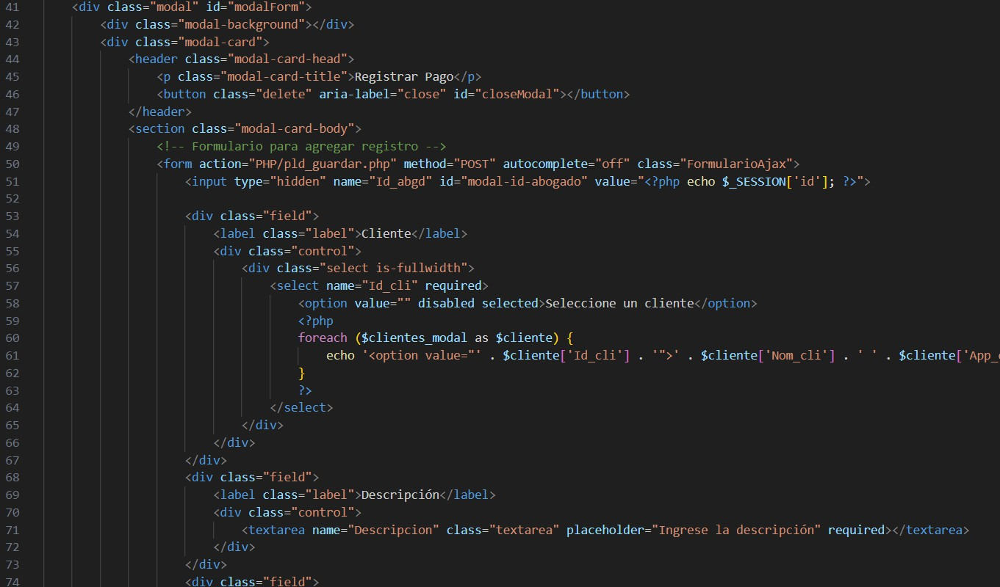 41 <div class="modal" id="modalForm">
42 <div class="modal-background"></div>
43 <div class="modal-card">
44 <header class="modal-card-head">
45 <p class="modal-card-title">Registrar Pago</p>
46 <button class="delete" aria-label="close" id="closeModal"></button>
47 </header>
48 <section class="modal-card-body">
49 <!-- Formulario para agregar registro -->
50 <form action="PHP/pld_guardar.php" method="POST" autocomplete="off" class="FormularioAjax">
51 <input type="hidden" name="Id_abgd" id="modal-id-abogado" value="<?php echo $_SESSION['id']; ?>">
52
53 <div class="field">
54 <label class="label">Cliente</label>
55 <div class="control">
56 <div class="select is-fullwidth">
57 <select name="Id_cli" required>
58 <option value="" disabled selected>Seleccione un cliente</option>
59 <?php
60 foreach ($clientes_modal as $cliente) {
61 echo '<option value="' . $cliente['Id_cli'] . '">' . $cliente['Nom_cli'] . ' ' . $cliente['App_
62 }
63 ?>
64 </select>
65 </div>
66 </div>
67 </div>
68 <div class="field">
69 <label class="label">Descripción</label>
70 <div class="control">
71 <textarea name="Descripcion" class="textarea" placeholder="Ingrese la descripción" required></textarea>
72 </div>
73 </div>
74 <div class="field">